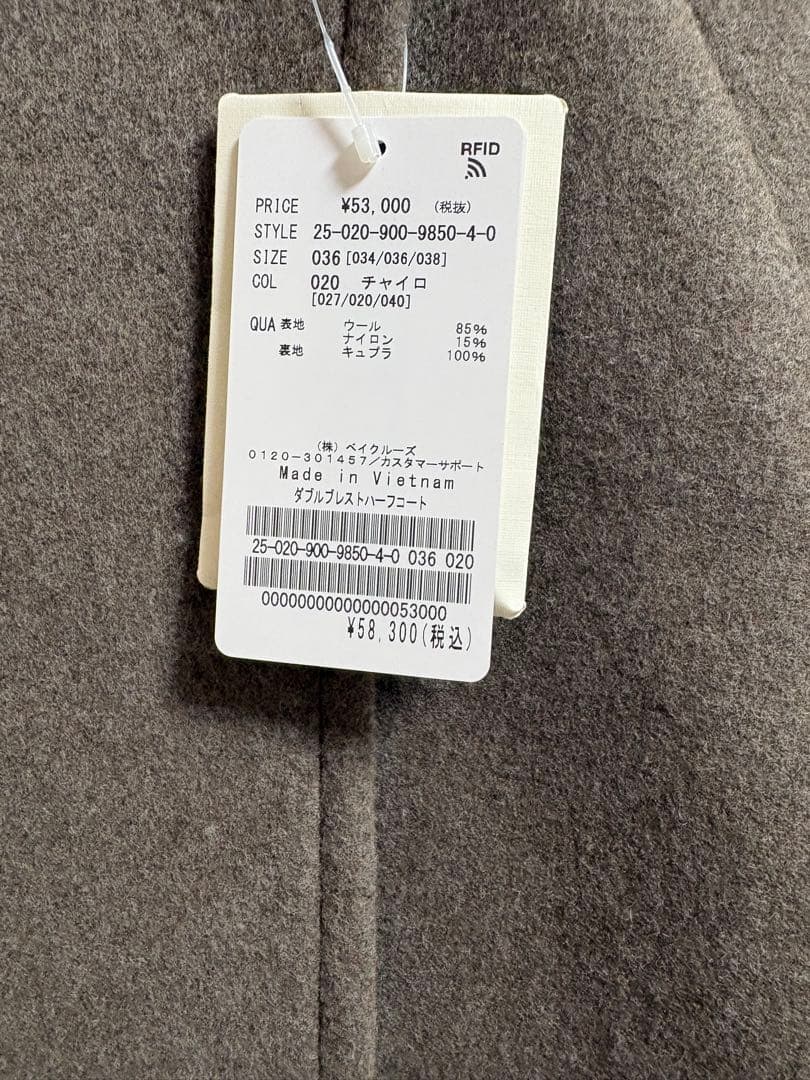 RFID
PRICE ¥53,000 (税抜)
STYLE 25-020-900-9850-4-0
SIZE 036 [034/036/038]
COL 020 チャイロ
[027/020/040]
QUA 表地 ウール 85%
ナイロン 15%
裏地 キュプラ 100%
(株) ベイクルーズ
0120-301457/カスタマーサポート
Made in Vietnam
ダブルブレストハーフコート
25-020-900-9850-4-0 036 020
00000000000000053000
¥58,300(税込)